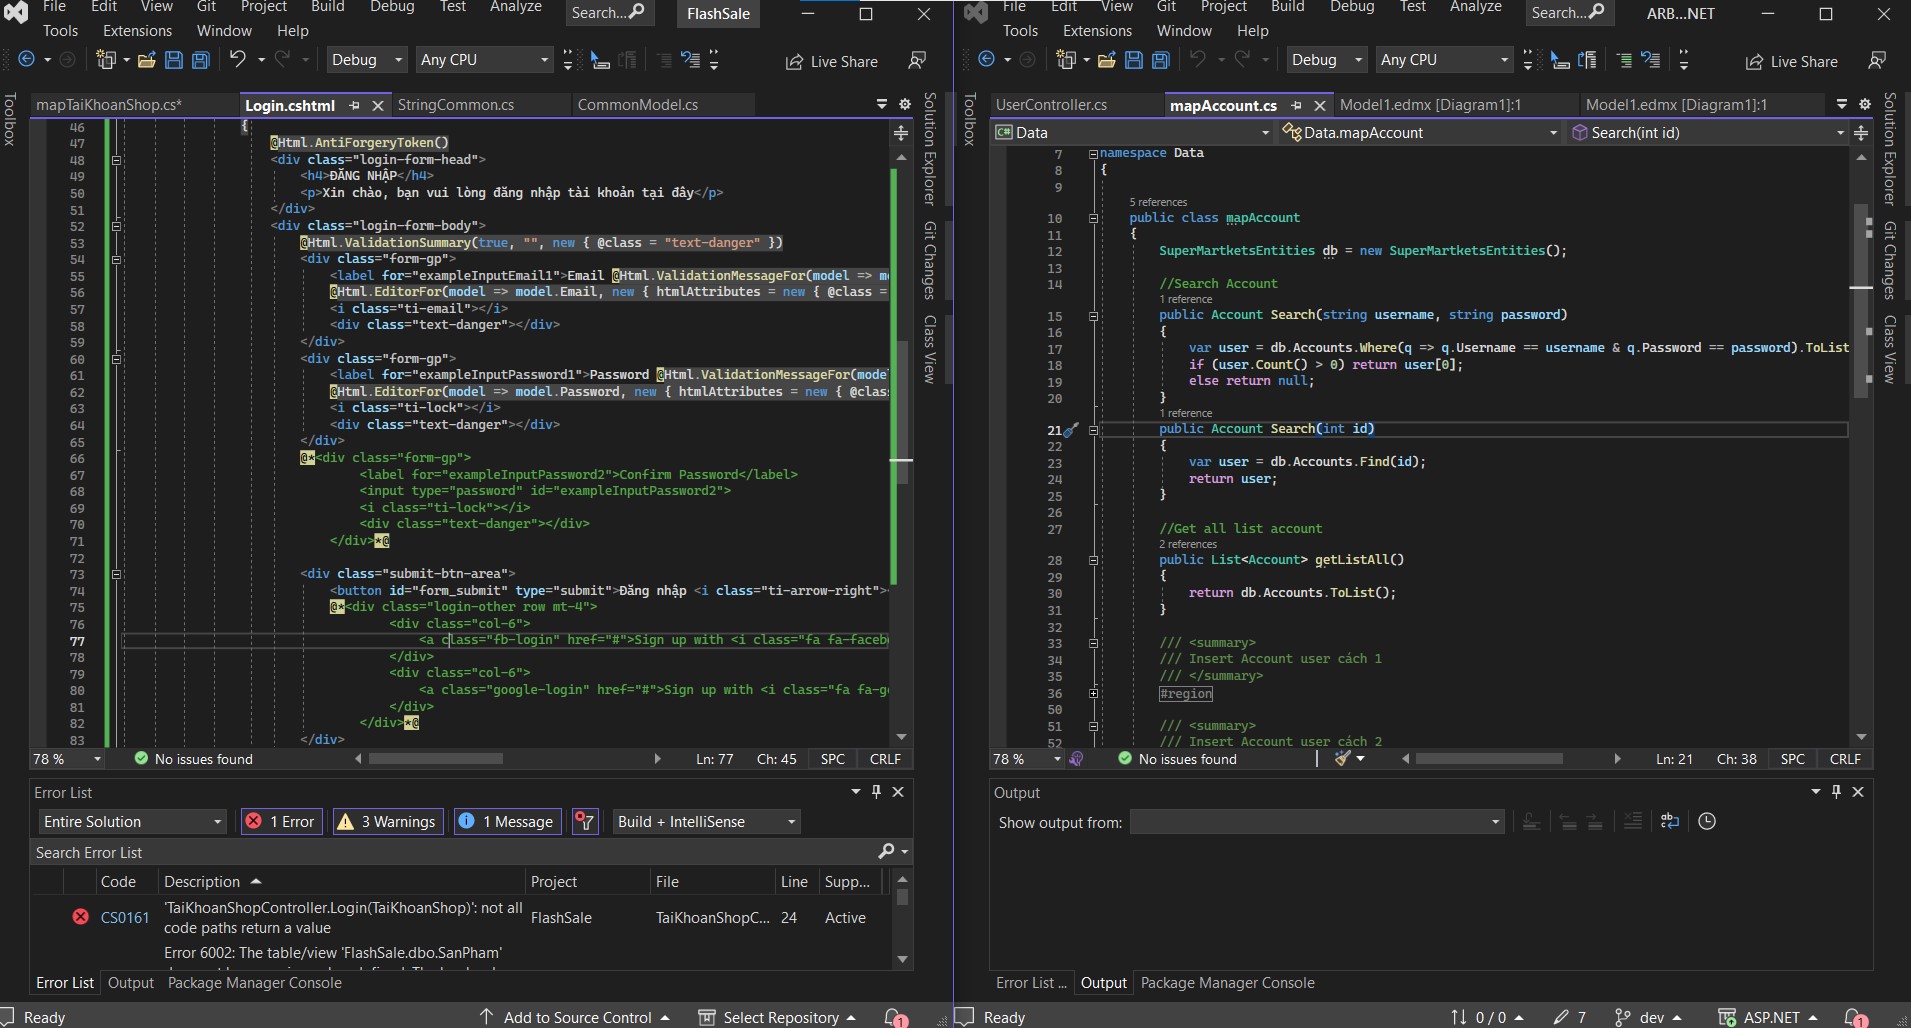 File Edit View Git Project Build Debug Test Analyze Search... FlashSale
Tools Extensions Window Help
Debug Any CPU Live Share
Toolbox
mapTaiKhoanShop.cs* Login.cshtml StringCommon.cs CommonModel.cs
46 {
47 @Html.AntiForgeryToken()
48 <div class="login-form-head">
49 <h4>ĐĂNG NHẬP</h4>
50 <p>Xin chào, bạn vui lòng đăng nhập tài khoản tại đây</p>
51 </div>
52 <div class="login-form-body">
53 @Html.ValidationSummary(true, "", new { @class = "text-danger" })
54 <div class="form-gp">
55 <label for="exampleInputEmail1">Email @Html.ValidationMessageFor(model => m
56 @Html.EditorFor(model => model.Email, new { htmlAttributes = new { @class =
57 <i class="ti-email"></i>
58 <div class="text-danger"></div>
59 </div>
60 <div class="form-gp">
61 <label for="exampleInputPassword1">Password @Html.ValidationMessageFor(mode
62 @Html.EditorFor(model => model.Password, new { htmlAttributes = new { @clas
63 <i class="ti-lock"></i>
64 <div class="text-danger"></div>
65 </div>
66 @*<div class="form-gp">
67 <label for="exampleInputPassword2">Confirm Password</label>
68 <input type="password" id="exampleInputPassword2">
69 <i class="ti-lock"></i>
70 <div class="text-danger"></div>
71 </div>*@
72
73 <div class="submit-btn-area">
74 <button id="form_submit" type="submit">Đăng nhập <i class="ti-arrow-right">
75 @*<div class="login-other row mt-4">
76 <div class="col-6">
77 <a class="fb-login" href="#">Sign up with <i class="fa fa-faceb
78 </div>
79 <div class="col-6">
80 <a class="google-login" href="#">Sign up with <i class="fa fa-g
81 </div>
82 </div>*@
83 </div>
Solution Explorer
Git Changes
Class View
78 % No issues found Ln: 77 Ch: 45 SPC CRLF
Error List
Entire Solution 1 Error 3 Warnings 1 Message Build + IntelliSense
Search Error List
Code Description Project File Line Supp...
CS0161 'TaiKhoanShopController.Login(TaiKhoanShop)': not all code paths return a value FlashSale TaiKhoanShopC... 24 Active
Error 6002: The table/view 'FlashSale.dbo.SanPham'
Error List Output Package Manager Console
Ready Add to Source Control Select Repository 1
File Edit View Git Project Build Debug Test Analyze Search... ARB...NET
Tools Extensions Window Help
Debug Any CPU Live Share
Toolbox
UserController.cs mapAccount.cs Model1.edmx [Diagram1]:1 Model1.edmx [Diagram1]:1
C# Data Data.mapAccount Search(int id)
7 namespace Data
8 {
9
5 references
10 public class mapAccount
11 {
12 SuperMartketsEntities db = new SuperMartketsEntities();
13
14 //Search Account
1 reference
15 public Account Search(string username, string password)
16 {
17 var user = db.Accounts.Where(q => q.Username == username & q.Password == password).ToList
18 if (user.Count() > 0) return user[0];
19 else return null;
20 }
1 reference
21 public Account Search(int id)
22 {
23 var user = db.Accounts.Find(id);
24 return user;
25 }
26
27 //Get all list account
2 references
28 public List<Account> getListAll()
29 {
30 return db.Accounts.ToList();
31 }
32
33 /// <summary>
34 /// Insert Account user cách 1
35 /// </summary>
36 #region
50
51 /// <summary>
52 /// Insert Account user cách 2
Solution Explorer
Git Changes
Class View
78 % No issues found Ln: 21 Ch: 38 SPC CRLF
Output
Show output from:
Error List ... Output Package Manager Console
Ready 0 / 0 7 dev ASP.NET 1